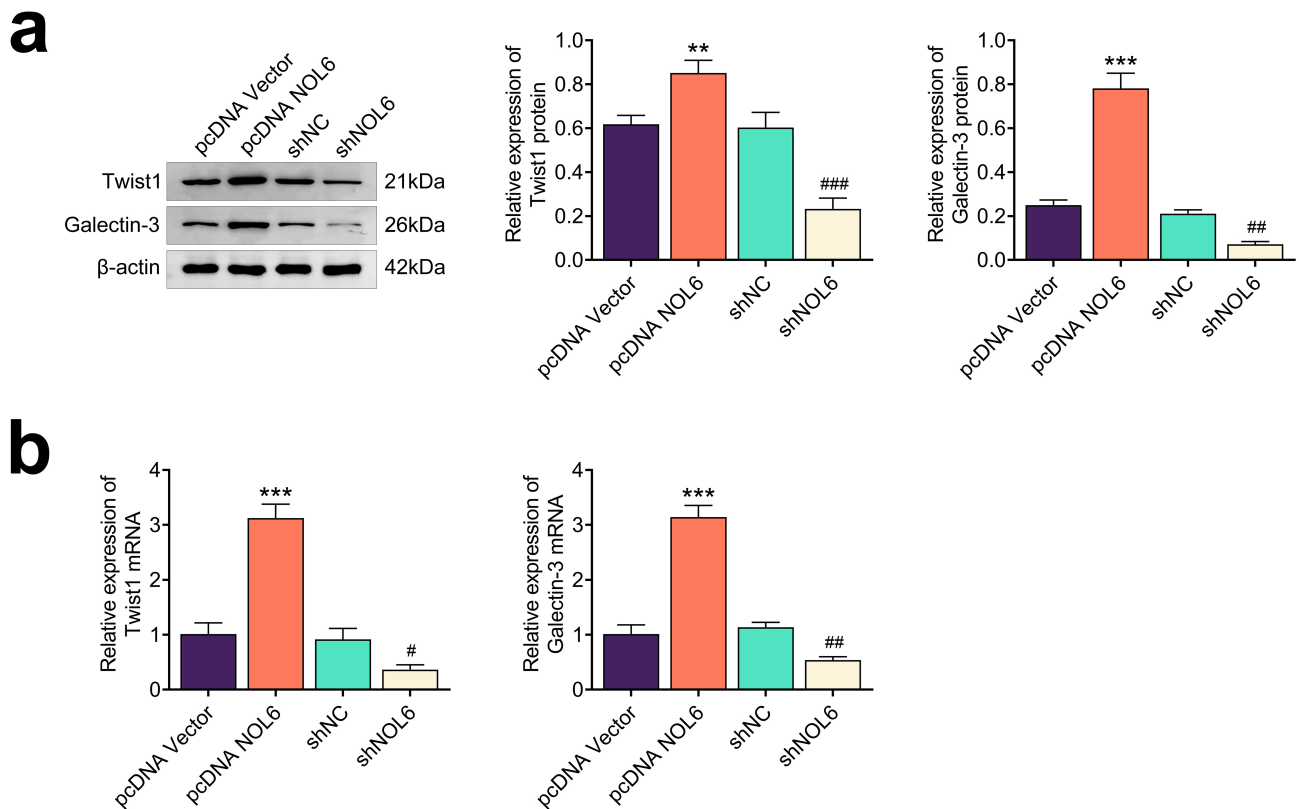 a
pcDNA Vector
pcDNA NOL6
shNC
shNOL6
Twist1 21kDa
Galectin-3 26kDa
β-actin 42kDa
Relative expression of
Twist1 protein
1.0
0.8
0.6
0.4
0.2
0.0
**
###
pcDNA Vector
pcDNA NOL6
shNC
shNOL6
Relative expression of
Galectin-3 protein
1.0
0.8
0.6
0.4
0.2
0.0
***
##
pcDNA Vector
pcDNA NOL6
shNC
shNOL6
b
Relative expression of
Twist1 mRNA
4
3
2
1
0
***
#
pcDNA Vector
pcDNA NOL6
shNC
shNOL6
Relative expression of
Galectin-3 mRNA
4
3
2
1
0
***
##
pcDNA Vector
pcDNA NOL6
shNC
shNOL6